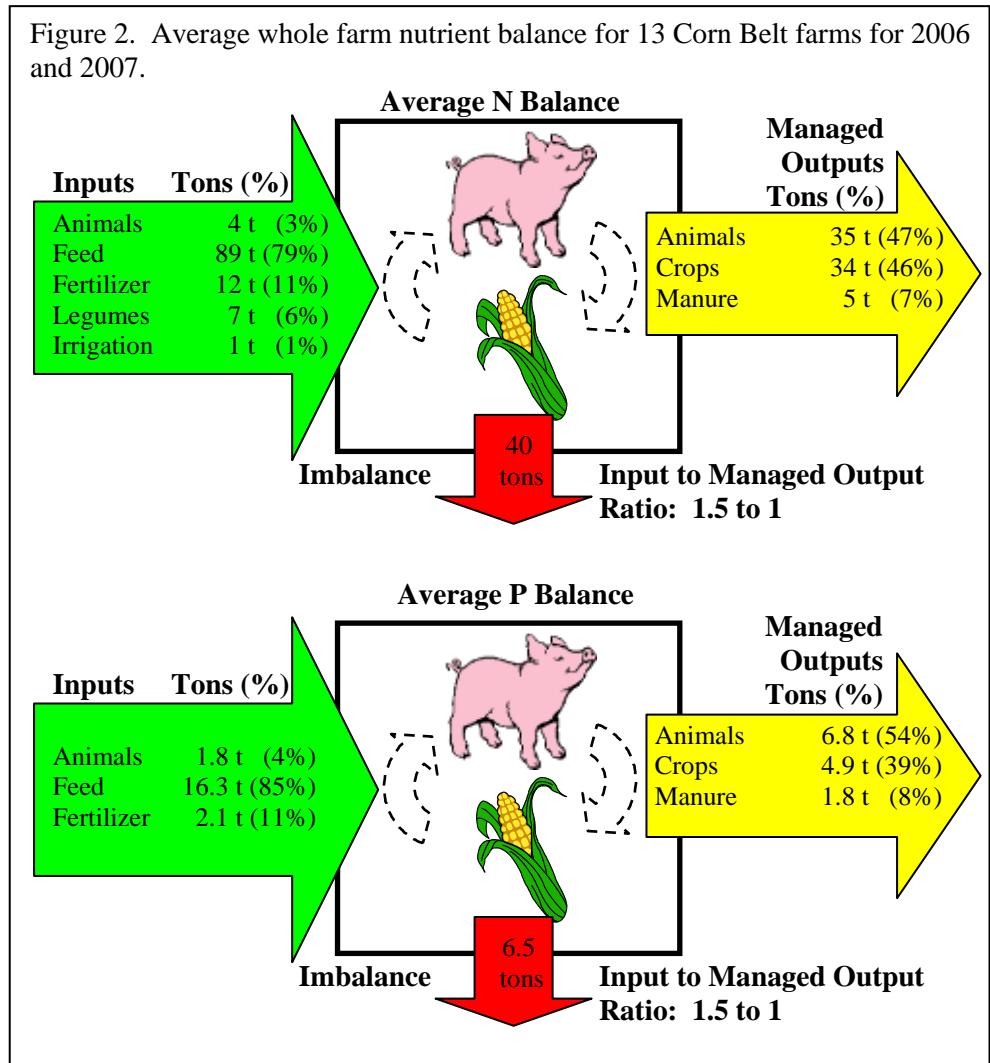 Figure 2. Average whole farm nutrient balance for 13 Corn Belt farms for 2006
and 2007.
Average N Balance
Inputs Tons (%)
Animals 4 t (3%)
Feed 89 t (79%)
Fertilizer 12 t (11%)
Legumes 7 t (6%)
Irrigation 1 t (1%)
Managed
Outputs
Tons (%)
Animals 35 t (47%)
Crops 34 t (46%)
Manure 5 t (7%)
Imbalance
40
tons
Input to Managed Output
Ratio: 1.5 to 1
Average P Balance
Inputs Tons (%)
Animals 1.8 t (4%)
Feed 16.3 t (85%)
Fertilizer 2.1 t (11%)
Managed
Outputs
Tons (%)
Animals 6.8 t (54%)
Crops 4.9 t (39%)
Manure 1.8 t (8%)
Imbalance
6.5
tons
Input to Managed Output
Ratio: 1.5 to 1